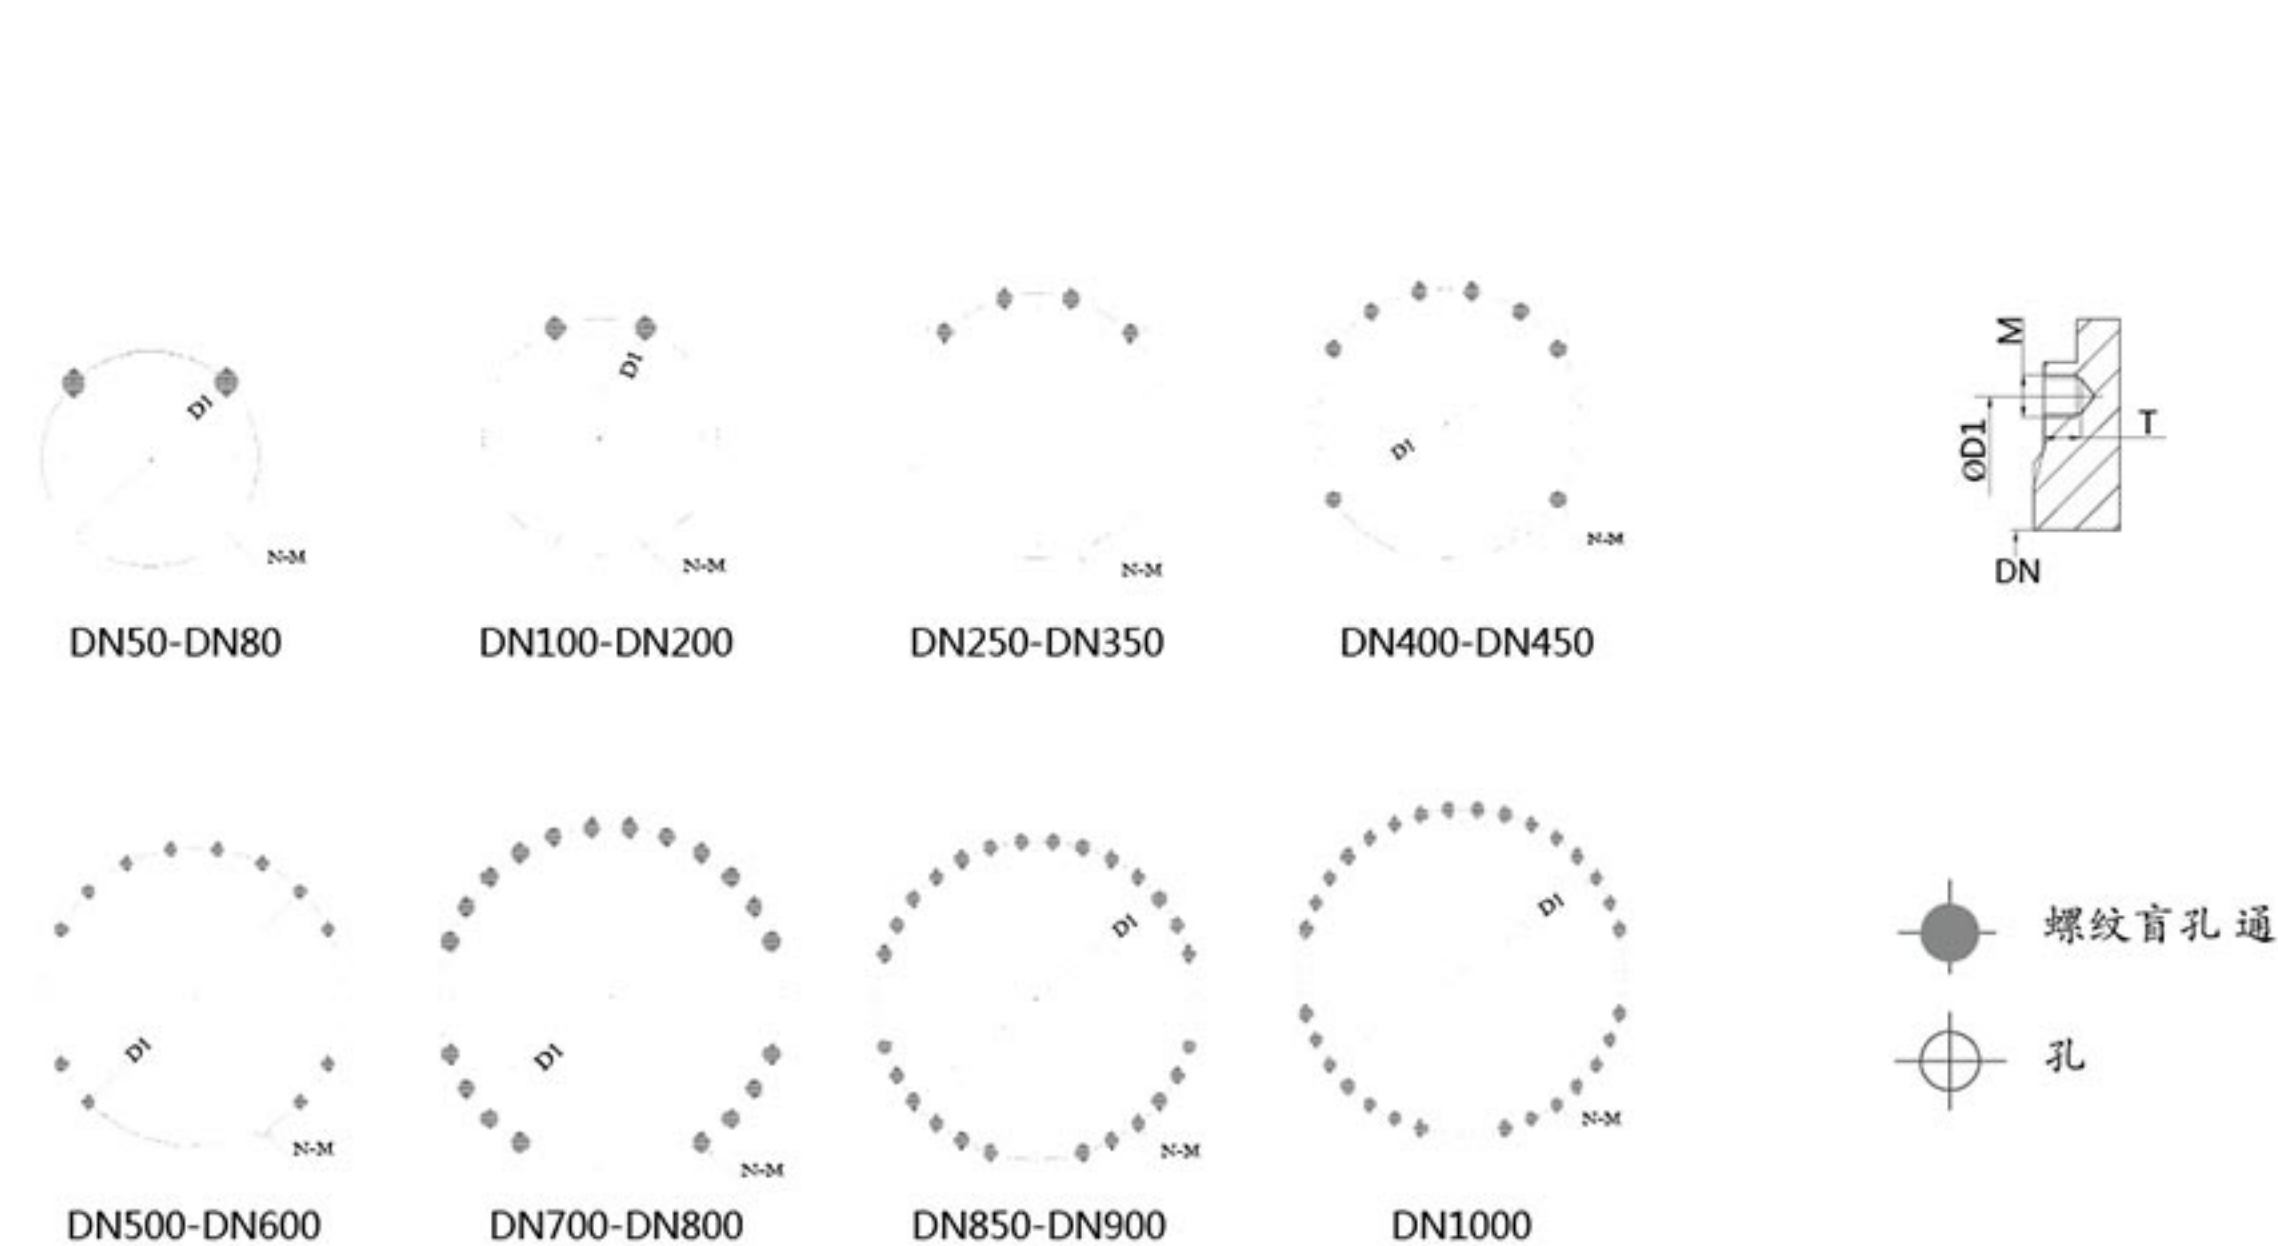 D1
N-M
DN50-DN80
D1
N-M
DN100-DN200
N-M
DN250-DN350
D1
N-M
DN400-DN450
M
ØD1
T
DN
D1
N-M
DN500-DN600
D1
N-M
DN700-DN800
D1
N-M
DN850-DN900
D1
N-M
DN1000
螺纹盲孔 通
孔